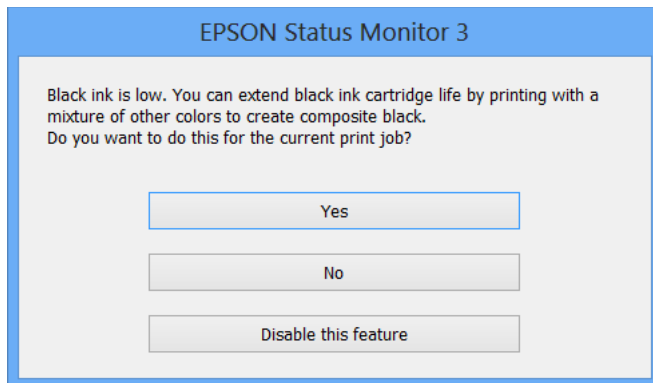 EPSON Status Monitor 3
Black ink is low. You can extend black ink cartridge life by printing with a
mixture of other colors to create composite black.
Do you want to do this for the current print job?
Yes
No
Disable this feature